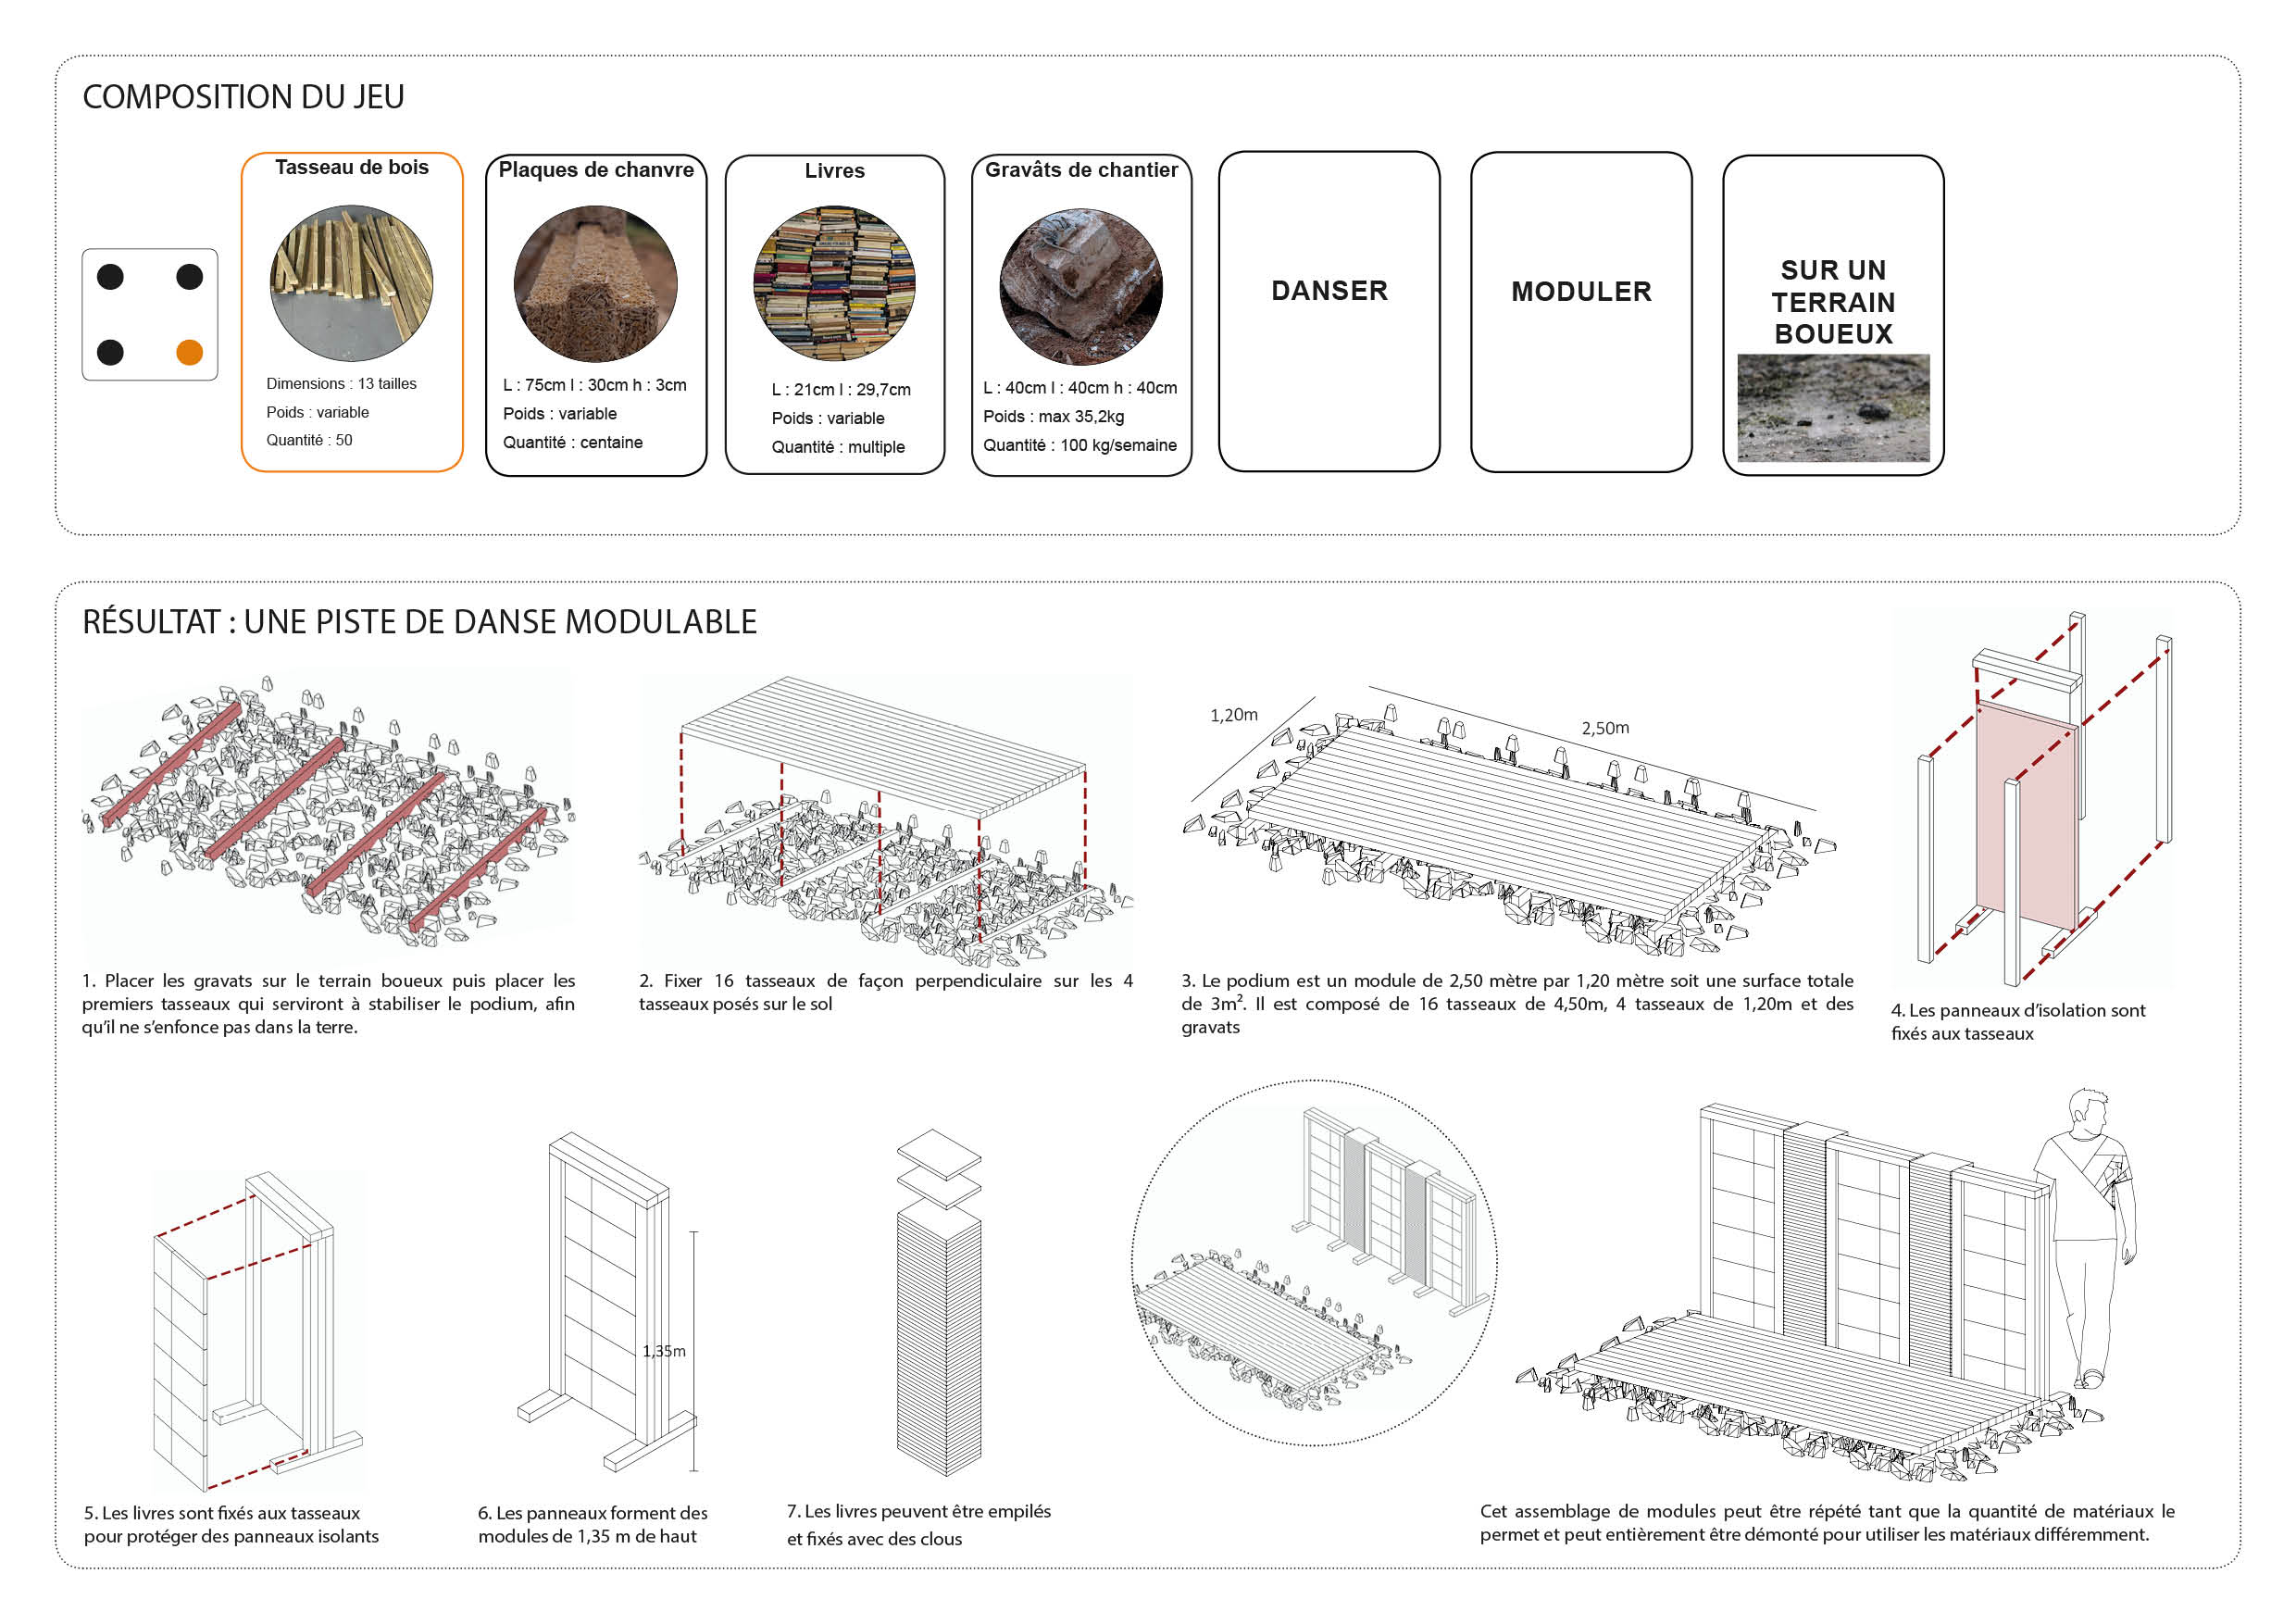 COMPOSITION DU JEU
Tasseau de bois
Dimensions : 13 tailles
Poids : variable
Quantité : 50
Plaques de chanvre
L : 75cm l : 30cm h : 3cm
Poids : variable
Quantité : centaine
Livres
L : 21cm l : 29,7cm
Poids : variable
Quantité : multiple
Gravâts de chantier
L : 40cm l : 40cm h : 40cm
Poids : max 35,2kg
Quantité : 100 kg/semaine
DANSER
MODULER
SUR UN
TERRAIN
BOUEUX
RÉSULTAT : UNE PISTE DE DANSE MODULABLE
1,20m
2,50m
1. Placer les gravats sur le terrain boueux puis placer les
premiers tasseaux qui serviront à stabiliser le podium, afin
qu’il ne s’enfonce pas dans la terre.
2. Fixer 16 tasseaux de façon perpendiculaire sur les 4
tasseaux posés sur le sol
3. Le podium est un module de 2,50 mètre par 1,20 mètre soit une surface totale
de 3m². Il est composé de 16 tasseaux de 4,50m, 4 tasseaux de 1,20m et des
gravats
4. Les panneaux d’isolation sont
fixés aux tasseaux
1,35m
5. Les livres sont fixés aux tasseaux
pour protéger des panneaux isolants
6. Les panneaux forment des
modules de 1,35 m de haut
7. Les livres peuvent être empilés
et fixés avec des clous
Cet assemblage de modules peut être répété tant que la quantité de matériaux le
permet et peut entièrement être démonté pour utiliser les matériaux différemment.